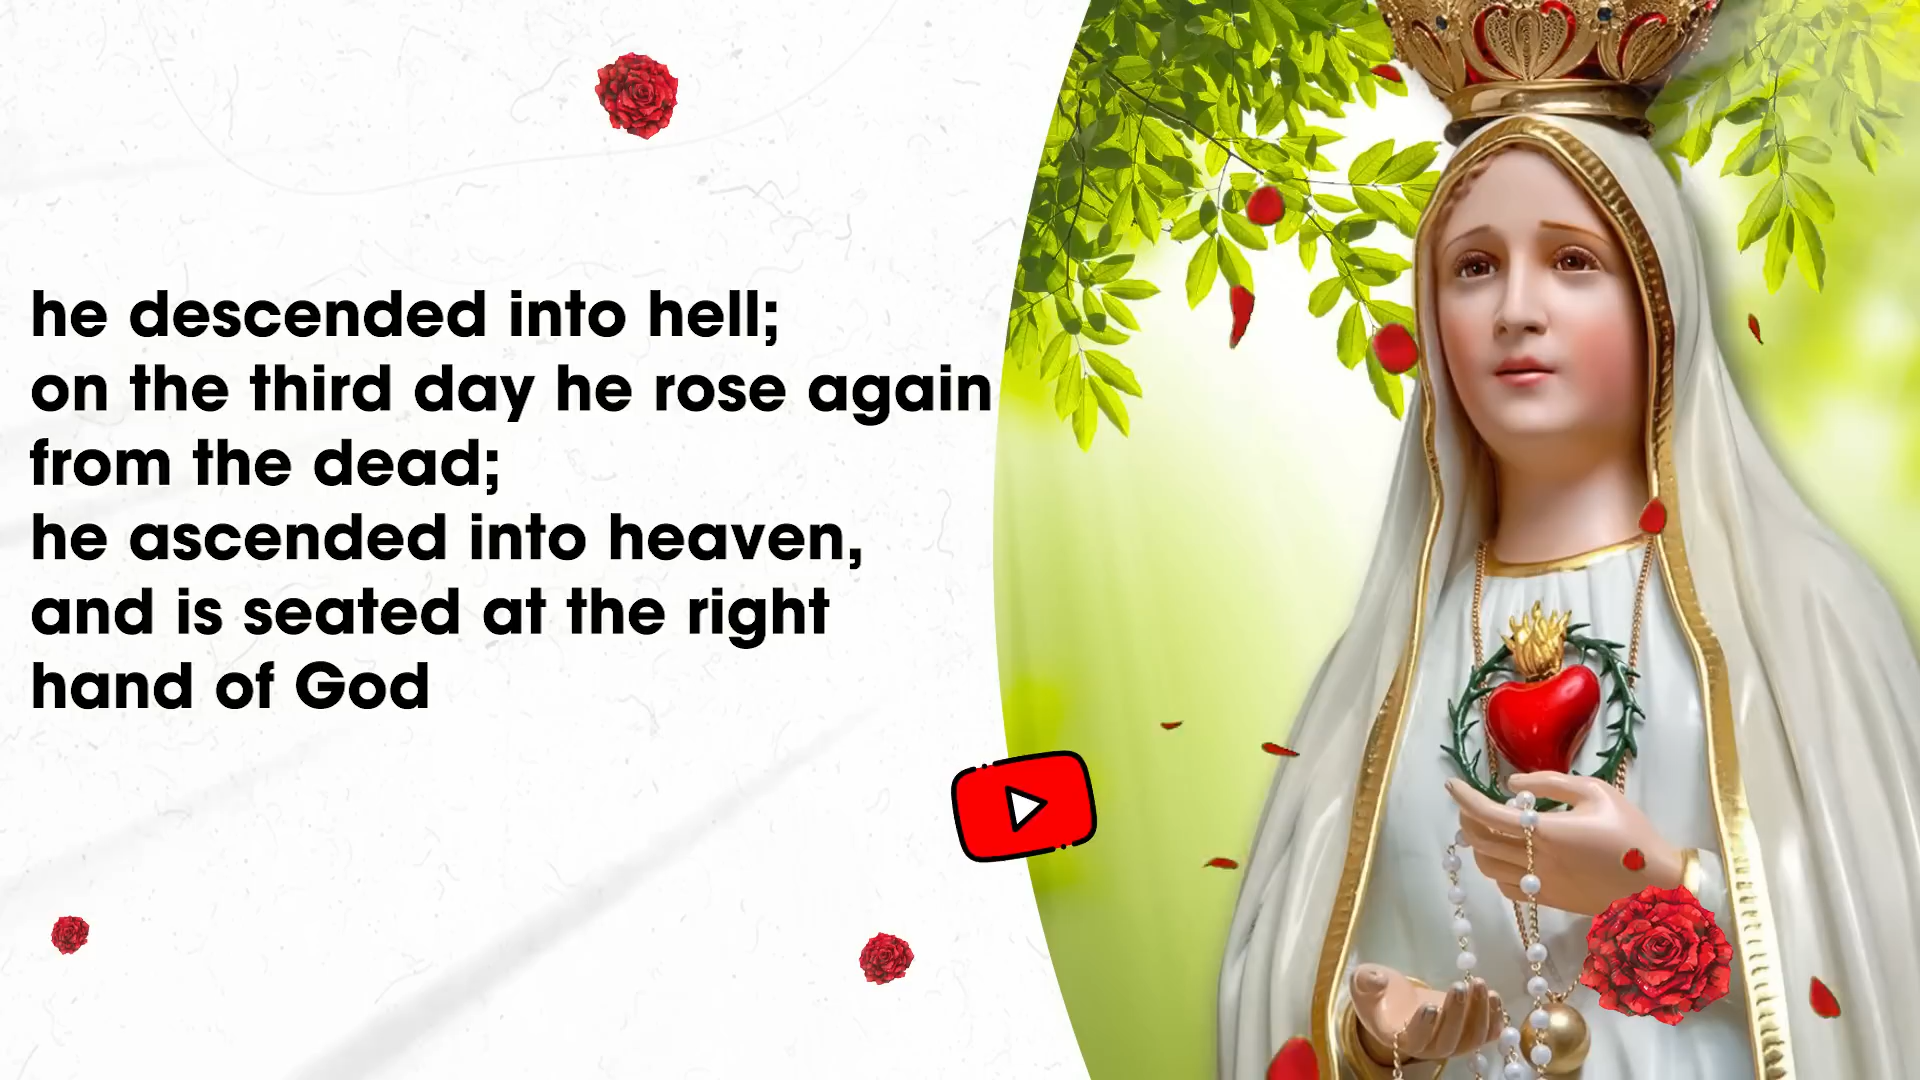 he descended into hell;
on the third day he rose again
from the dead;
he ascended into heaven,
and is seated at the right
hand of God